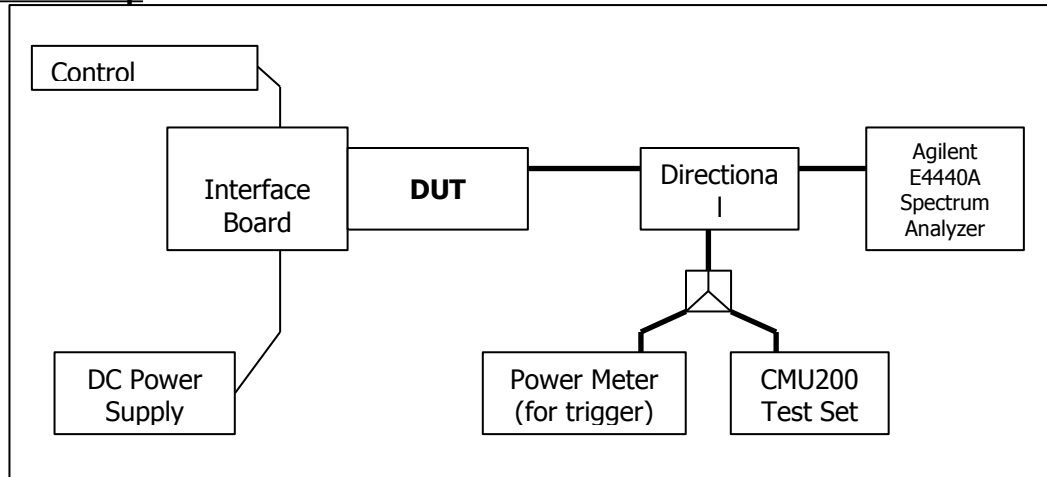 Control
Interface
Board
DUT
Directiona
l
Agilent
E4440A
Spectrum
Analyzer
DC Power
Supply
Power Meter
(for trigger)
CMU200
Test Set